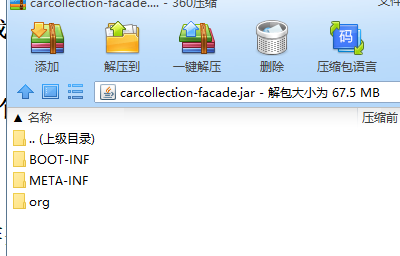 carcollection-facade.... - 360压缩
文件
添加
解压到
一键解压
删除
压缩包语言
carcollection-facade.jar - 解包大小为 67.5 MB
名称
压缩前
.. (上级目录)
BOOT-INF
META-INF
org